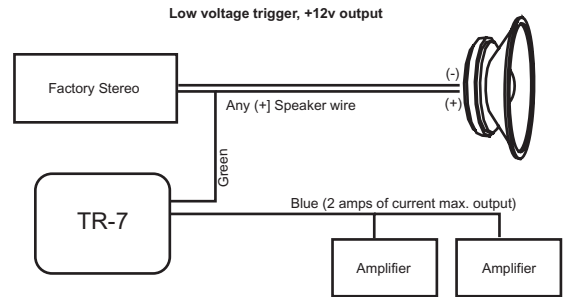 Low voltage trigger, +12v output
Factory Stereo
(-)
(+)
Any (+] Speaker wire
Green
TR-7
Blue (2 amps of current max. output)
Amplifier
Amplifier